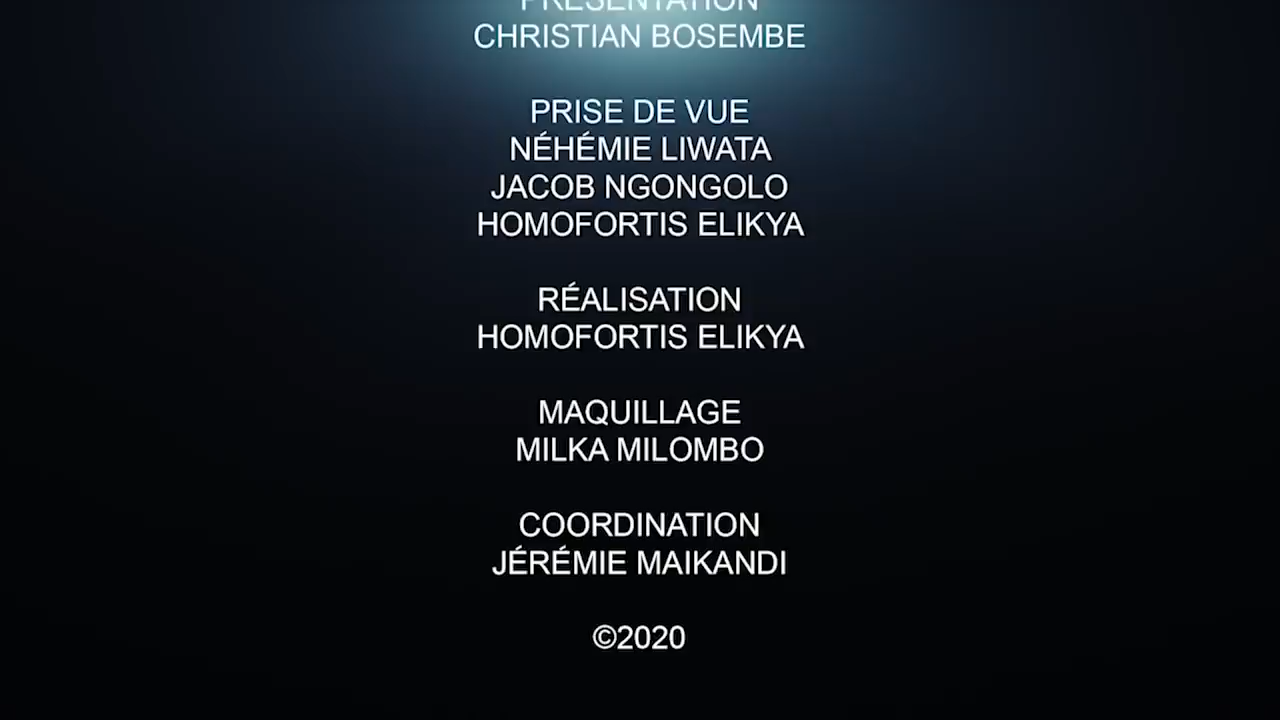 PRÉSENTATION
CHRISTIAN BOSEMBE
PRISE DE VUE
NÉHÉMIE LIWATA
JACOB NGONGOLO
HOMOFORTIS ELIKYA
RÉALISATION
HOMOFORTIS ELIKYA
MAQUILLAGE
MILKA MILOMBO
COORDINATION
JÉRÉMIE MAIKANDI
©2020